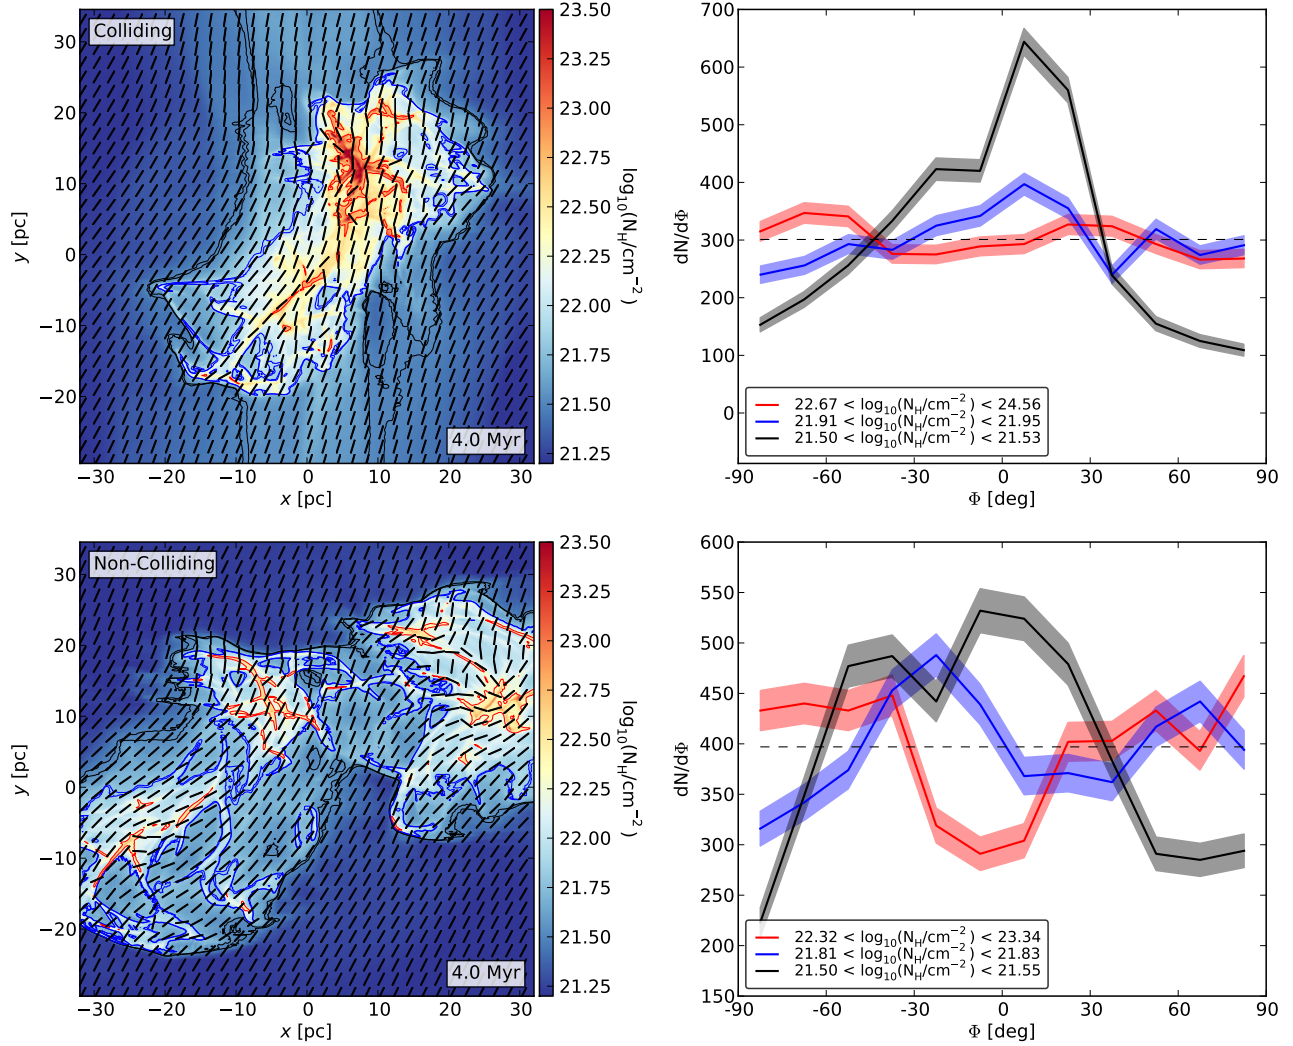 Colliding
30
20
10
0
−10
−20
y [pc]
−30 −20 −10 0 10 20 30
x [pc]
4.0 Myr
23.50
23.00
22.75
22.50
22.25
22.00
21.75
21.50
21.25
log10(NH/cm−2)
700
600
500
400
300
200
100
0
dN/dΦ
22.67 < log10(NH/cm−2) < 24.56
21.91 < log10(NH/cm−2) < 21.95
21.50 < log10(NH/cm−2) < 21.53
-90 -60 -30 0 30 60 90
Φ [deg]
Non-Colliding
30
20
10
0
−10
−20
y [pc]
−30 −20 −10 0 10 20 30
x [pc]
4.0 Myr
23.50
23.00
22.75
22.50
22.25
22.00
21.75
21.50
21.25
log10(NH/cm−2)
600
550
500
450
400
350
300
250
200
150
dN/dΦ
22.32 < log10(NH/cm−2) < 23.34
21.81 < log10(NH/cm−2) < 21.83
21.50 < log10(NH/cm−2) < 21.55
-90 -60 -30 0 30 60 90
Φ [deg]